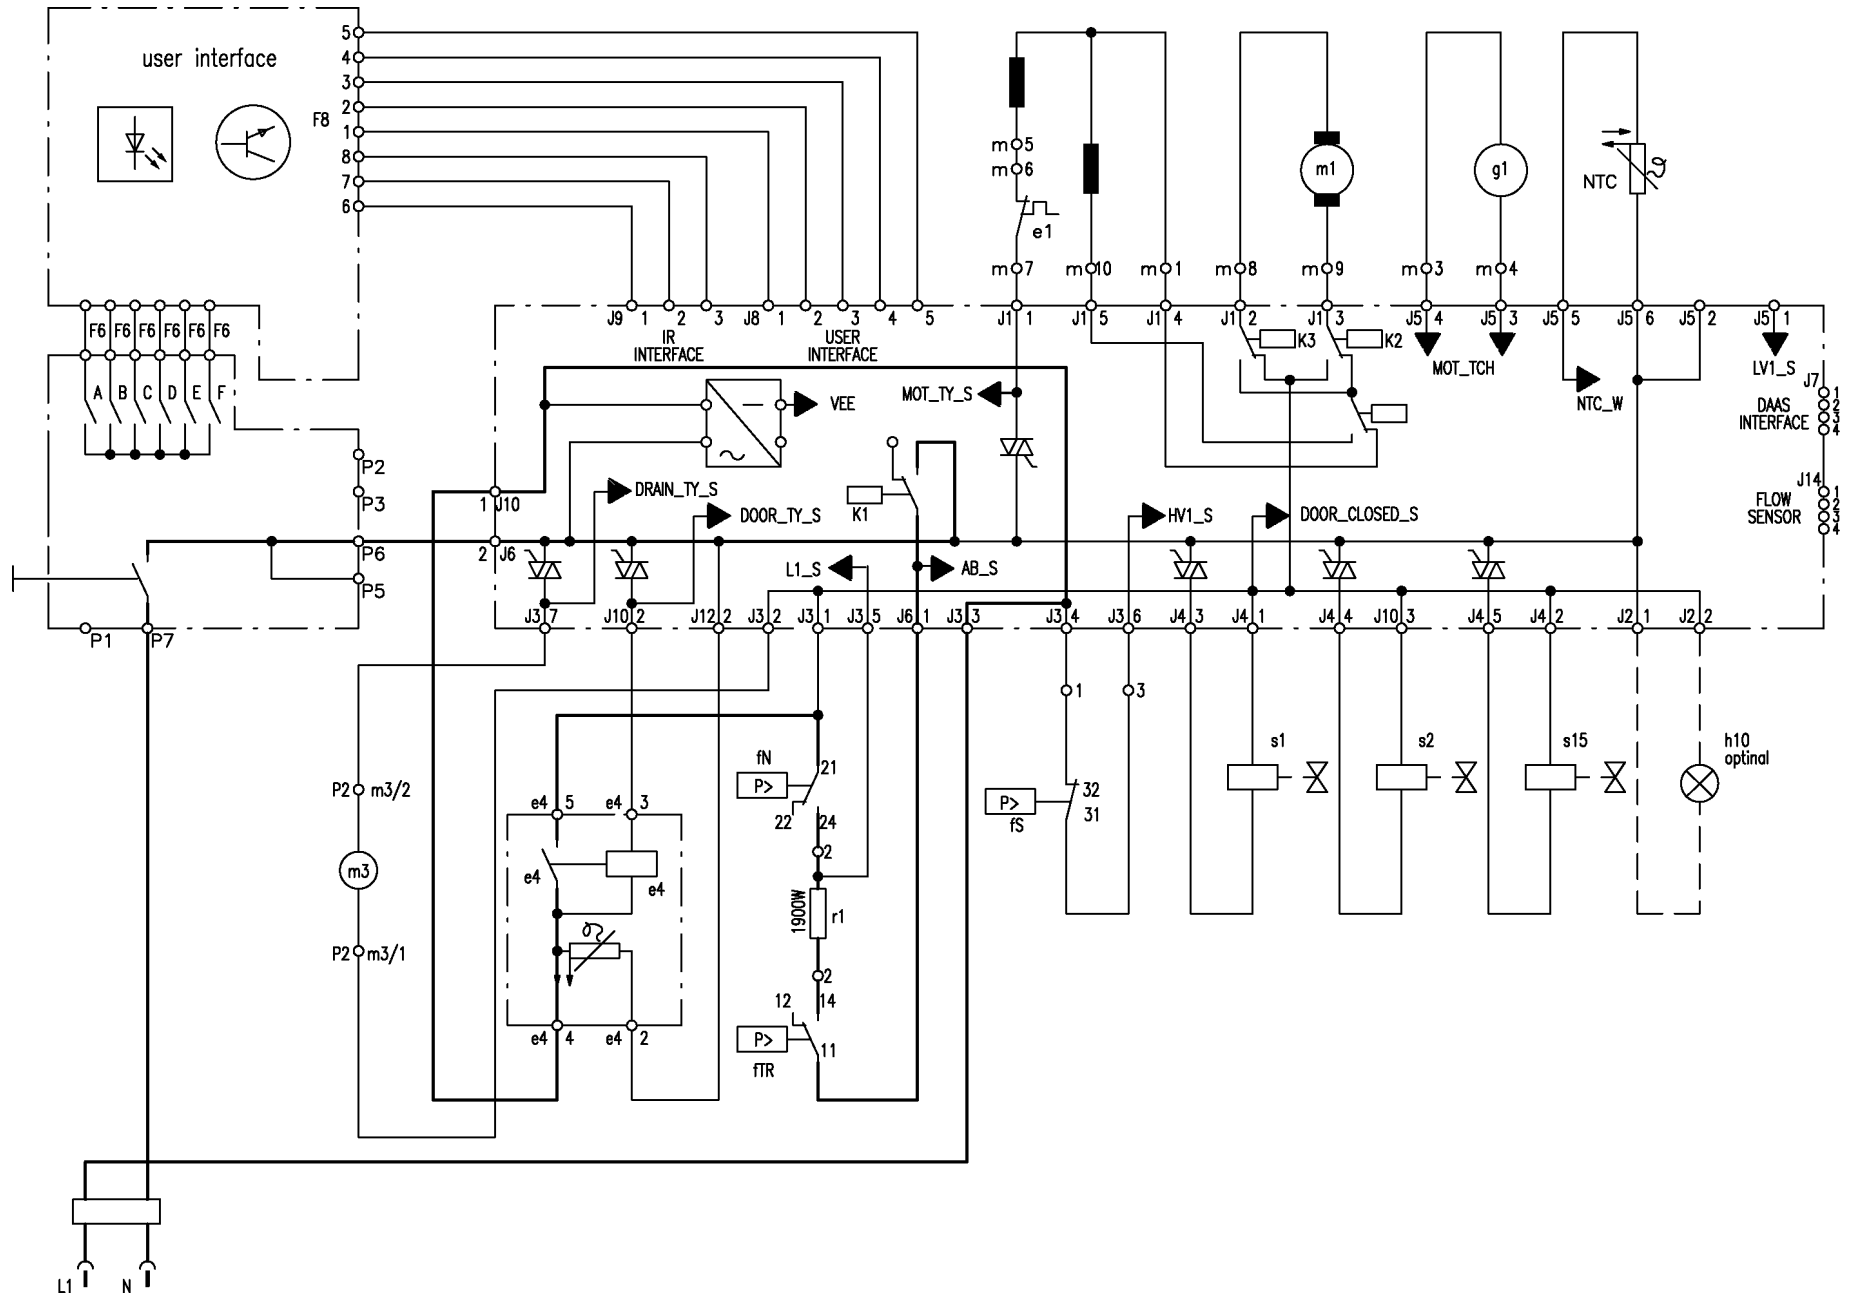 user interface
5
4
3
2
F8
1
8
7
6
F6 F6 F6 F6 F6 F6
A B C D E F
P2
P3
P6
P5
P1 P7
m 5
m 6
e1
m 7
m 10
m 1
m 8
m 9
m1
m 3
m 4
g1
NTC
J9 1 2 3
J8 1 2 3 4 5
IR
INTERFACE
USER
INTERFACE
J1 1
J1 5
J1 4
J1 2
J1 3
J5 4
J5 3
J5 5
J5 6
J5 2
J5 1
K3
K2
MOT_TCH
LV1_S
NTC_W
J7
1
2
3
4
DAAS
INTERFACE
J14
1
2
3
4
FLOW
SENSOR
MOT_TY_S
VEE
1 J10
DRAIN_TY_S
DOOR_TY_S
K1
HV1_S
DOOR_CLOSED_S
2 J6
L1_S
AB_S
J3 7
J10 2
J12 2
J3 2
J3 1
J3 5
J6 1
J3 3
J3 4
J3 6
J4 3
J4 1
J4 4
J10 3
J4 5
J4 2
J2 1
J2 2
1
3
s1
s2
s15
h10
optinal
fN
P>
21
22 24
P>
fS
32
31
P2 m3/2
m3
P2 m3/1
e4 5
e4 3
e4
e4
e4 4
e4 2
2
1900W
r1
2
12 14
P>
11
fTR
L1
N